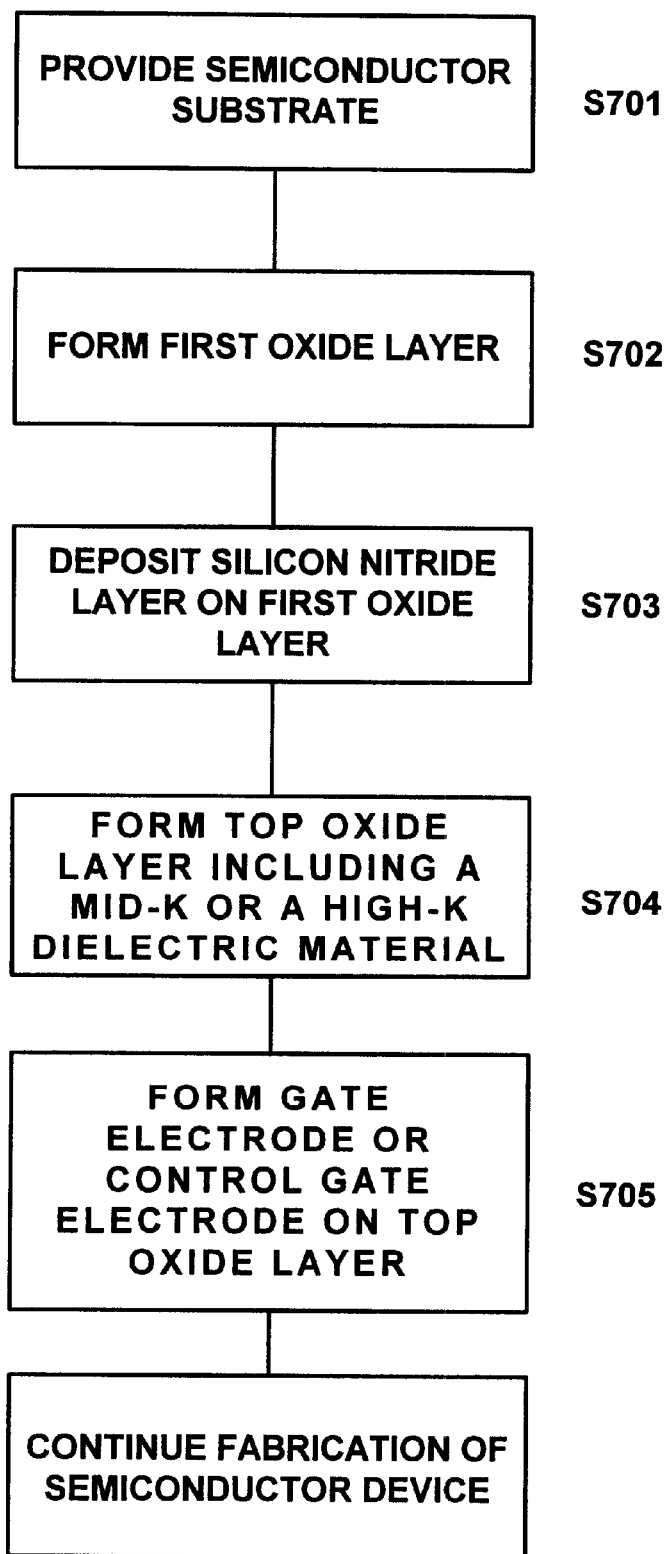 PROVIDE SEMICONDUCTOR
SUBSTRATE
S701
FORM FIRST OXIDE LAYER
S702
DEPOSIT SILICON NITRIDE
LAYER ON FIRST OXIDE
LAYER
S703
FORM TOP OXIDE
LAYER INCLUDING A
MID-K OR A HIGH-K
DIELECTRIC MATERIAL
S704
FORM GATE
ELECTRODE OR
CONTROL GATE
ELECTRODE ON TOP
OXIDE LAYER
S705
CONTINUE FABRICATION OF
SEMICONDUCTOR DEVICE